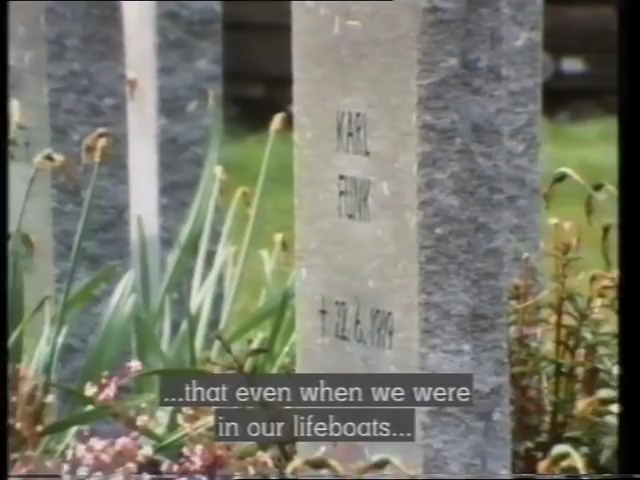 KARL
FUNK
† 22.6.1919
...that even when we were
in our lifeboats...